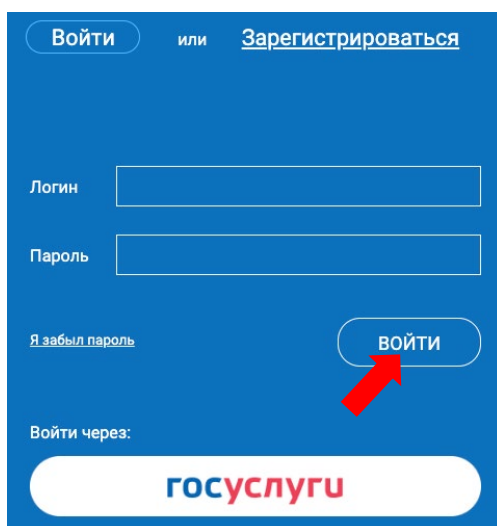 Войти или Зарегистрироваться
Логин
Пароль
Я забыл пароль
ВОЙТИ
Войти через:
госуслуги